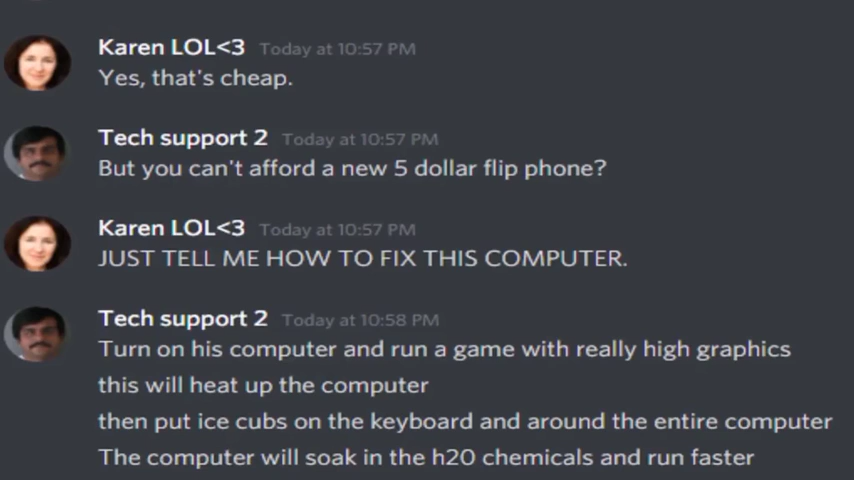 Karen LOL<3 Today at 10:57 PM
Yes, that's cheap.
Tech support 2 Today at 10:57 PM
But you can't afford a new 5 dollar flip phone?
Karen LOL<3 Today at 10:57 PM
JUST TELL ME HOW TO FIX THIS COMPUTER.
Tech support 2 Today at 10:58 PM
Turn on his computer and run a game with really high graphics
this will heat up the computer
then put ice cubs on the keyboard and around the entire computer
The computer will soak in the h20 chemicals and run faster